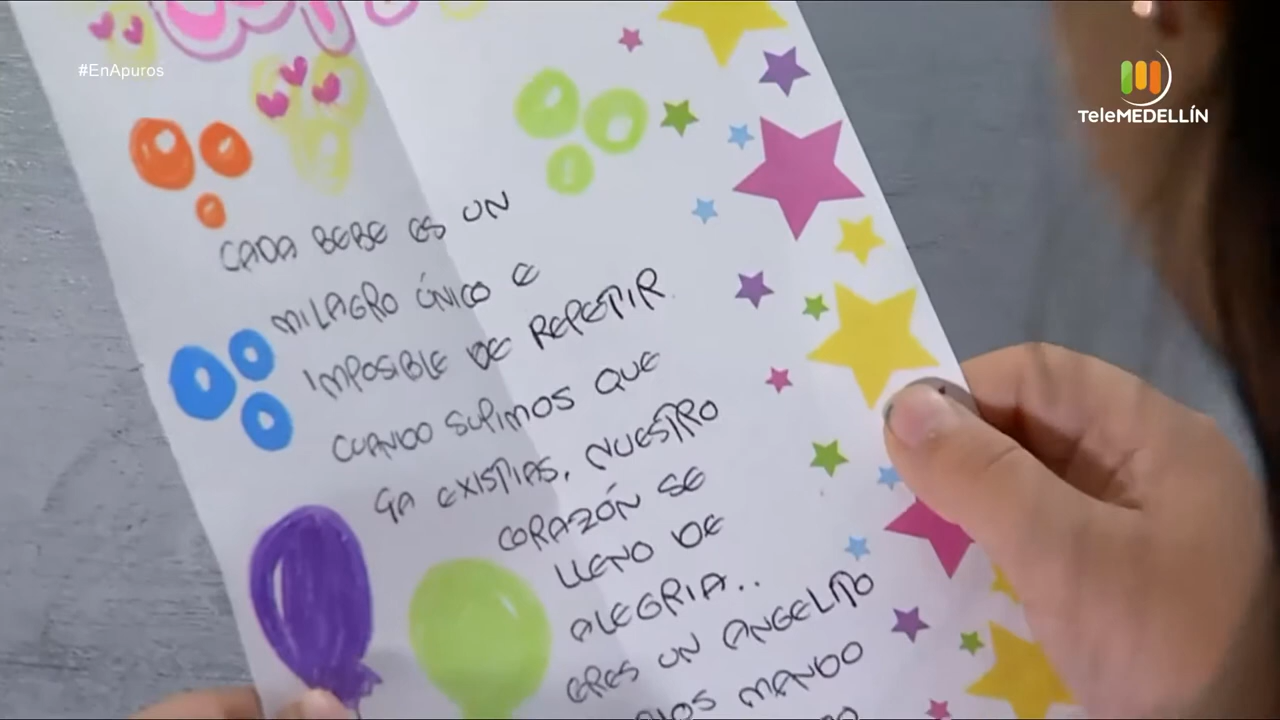 #EnApuros
TeleMEDELLÍN
CADA BEBE ES UN
MILAGRO ÚNICO E
IMPOSIBLE DE REPETIR
CUANDO SUPIMOS QUE
YA EXISTIAS, NUESTRO
CORAZÓN SE
LLENO DE
ALEGRIA..
ERES UN ANGELITO
MANDO